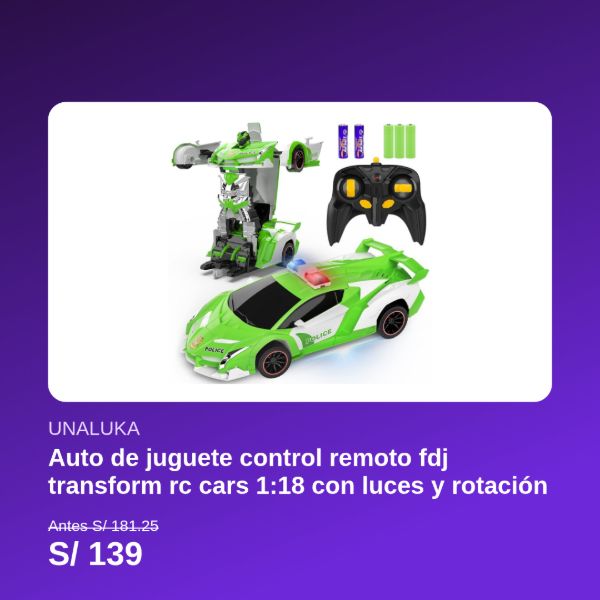 POLICE
POLICE
UNALUKA
Auto de juguete control remoto fdj
transform rc cars 1:18 con luces y rotación
Antes S/ 181.25
S/ 139